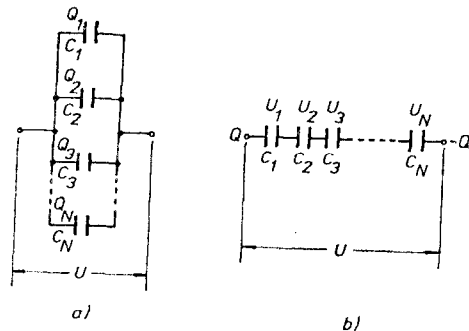 Q1
C1
Q2
C2
Q3
C3
QN
CN
U
a)
U1 U2 U3 UN
Q -Q
C1 C2 C3 CN
U
b)